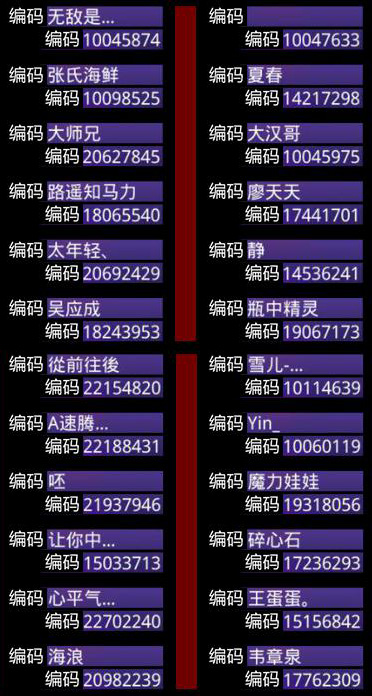 编码 无敌是...
编码 10045874
编码 张氏海鲜
编码 10098525
编码 大师兄
编码 20627845
编码 路遥知马力
编码 18065540
编码 太年轻、
编码 20692429
编码 吴应成
编码 18243953
编码
编码 10047633
编码 夏春
编码 14217298
编码 大汉哥
编码 10045975
编码 廖天天
编码 17441701
编码 静
编码 14536241
编码 瓶中精灵
编码 19067173
编码 從前往後
编码 22154820
编码 A速腾...
编码 22188431
编码 呸
编码 21937946
编码 让你中...
编码 15033713
编码 心平气...
编码 22702240
编码 海浪
编码 20982239
编码 雪儿-...
编码 10114639
编码 Yin_
编码 10060119
编码 魔力娃娃
编码 19318056
编码 碎心石
编码 17236293
编码 王蛋蛋。
编码 15156842
编码 韦章泉
编码 17762309